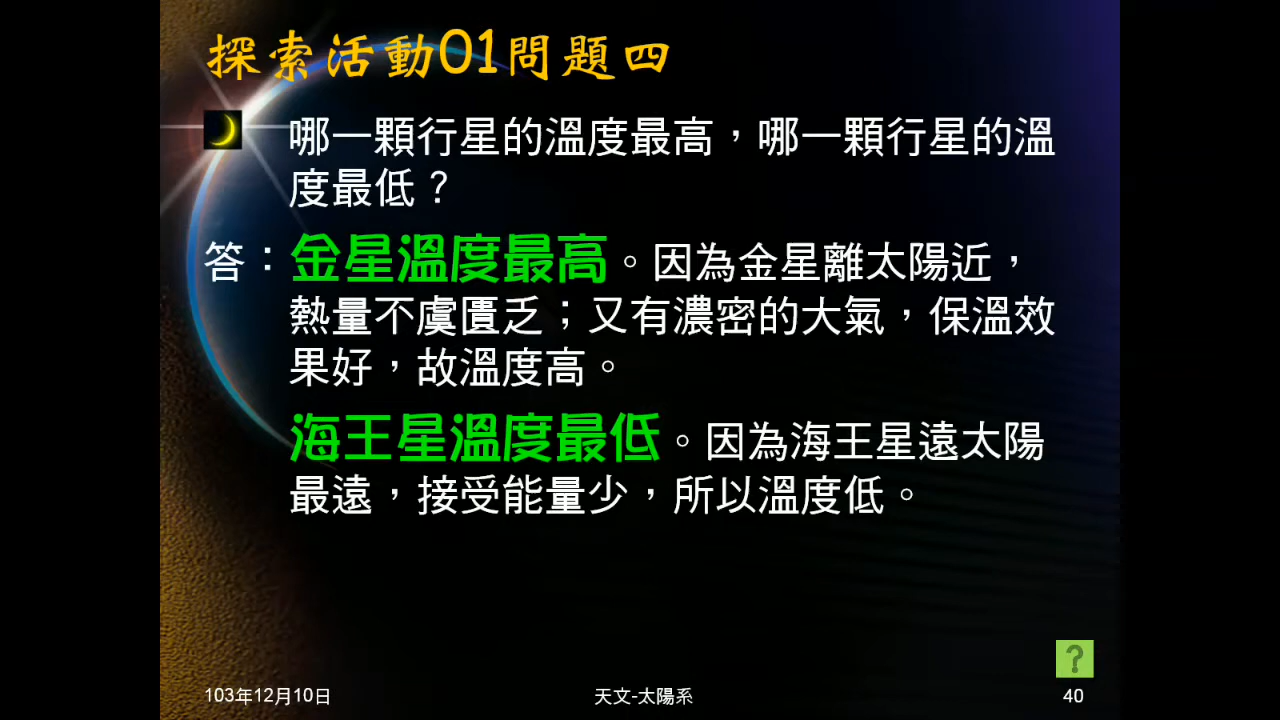 探索活動01問題四
哪一顆行星的溫度最高，哪一顆行星的溫
度最低？
答：金星溫度最高。因為金星離太陽近，
熱量不虞匱乏；又有濃密的大氣，保溫效
果好，故溫度高。
海王星溫度最低。因為海王星遠太陽
最遠，接受能量少，所以溫度低。
?
103年12月10日
天文-太陽系
40